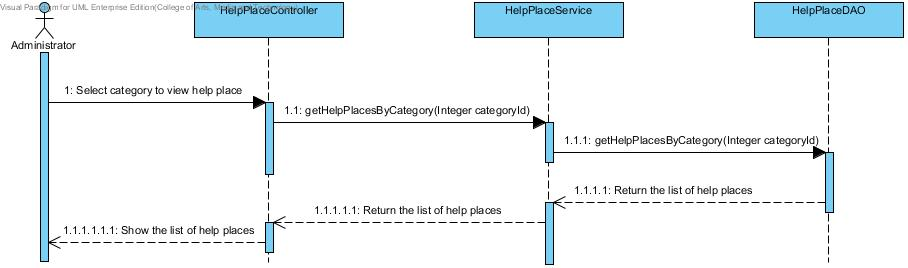 Visual Paradigm for UML Enterprise Edition(College of Arts, Media
Administrator
HelpPlaceController
HelpPlaceService
HelpPlaceDAO
1: Select category to view help place
1.1: getHelpPlacesByCategory(Integer categoryId)
1.1.1: getHelpPlacesByCategory(Integer categoryId)
1.1.1.1: Return the list of help places
1.1.1.1.1: Return the list of help places
1.1.1.1.1.1: Show the list of help places